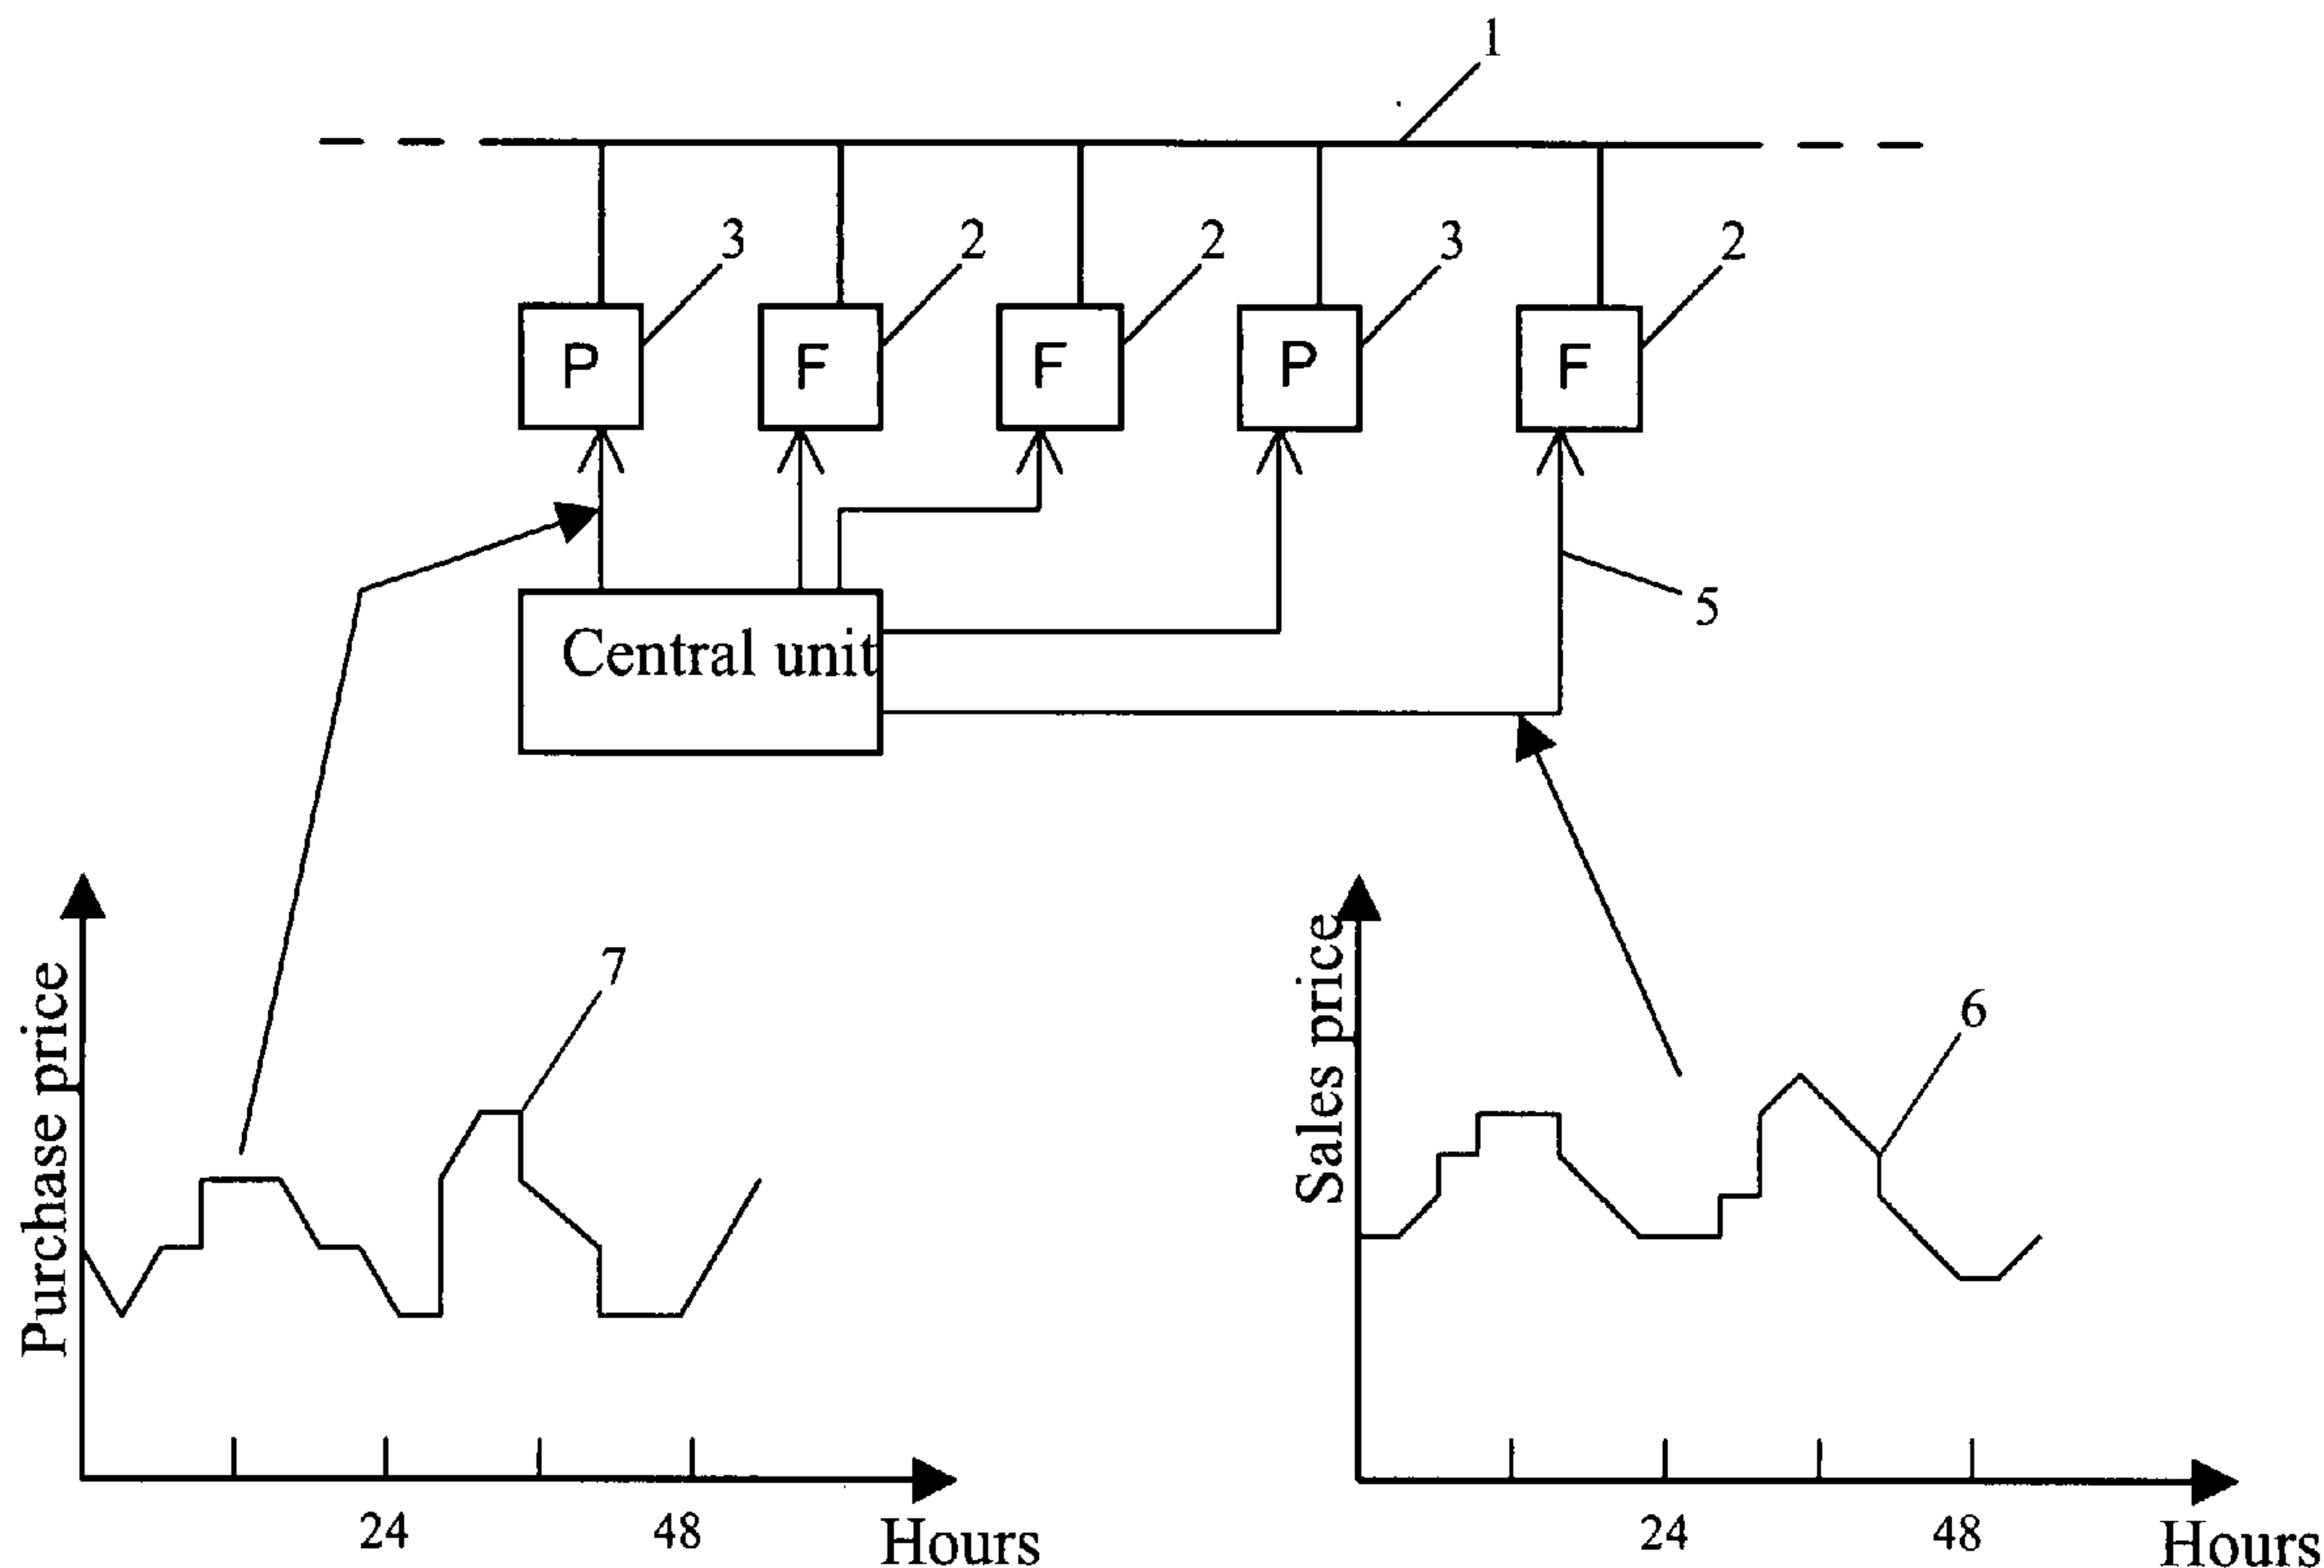 1
3
2
2
3
2
P
F
F
P
F
5
Central unit
7
6
Purchase price
Sales price
24
48
Hours
24
48
Hours